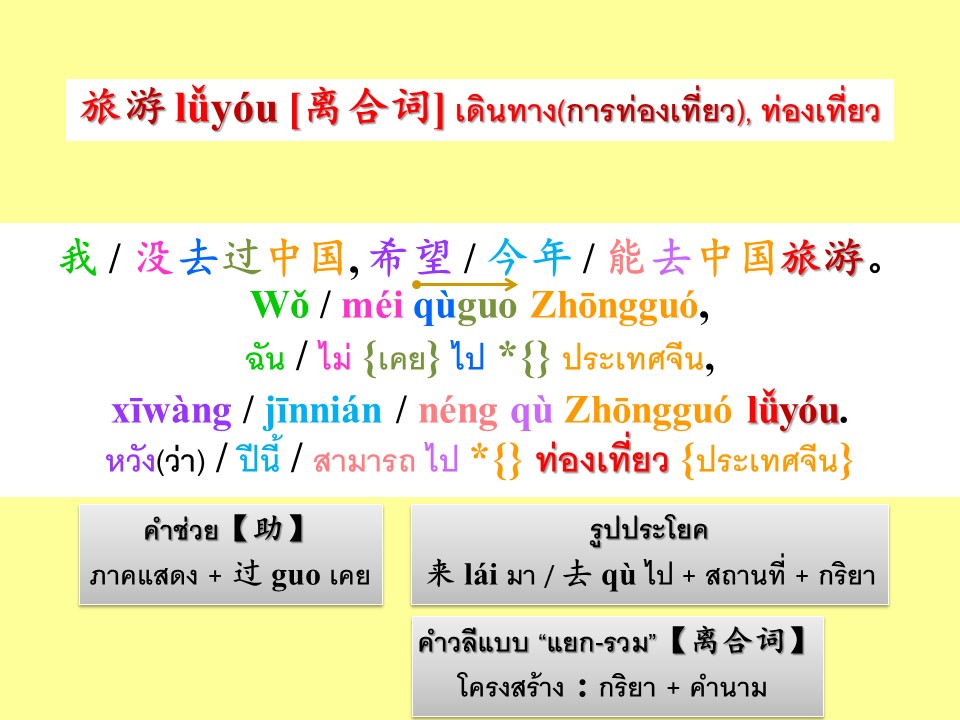 旅游 lǚyóu [离合词] เดินทาง(การท่องเที่ยว), ท่องเที่ยว
我 / 没去过中国, 希望 / 今年 / 能去中国旅游。
Wǒ / méi qùguo Zhōngguó,
ฉัน / ไม่ {เคย} ไป *{} ประเทศจีน,
xīwàng / jīnnián / néng qù Zhōngguó lǚyóu.
หวัง(ว่า) / ปีนี้ / สามารถ ไป *{} ท่องเที่ยว {ประเทศจีน}
คำช่วย【助】
ภาคแสดง + 过 guo เคย
รูปประโยค
来 lái มา / 去 qù ไป + สถานที่ + กริยา
คำวลีแบบ “แยก-รวม”【离合词】
โครงสร้าง : กริยา + คำนาม